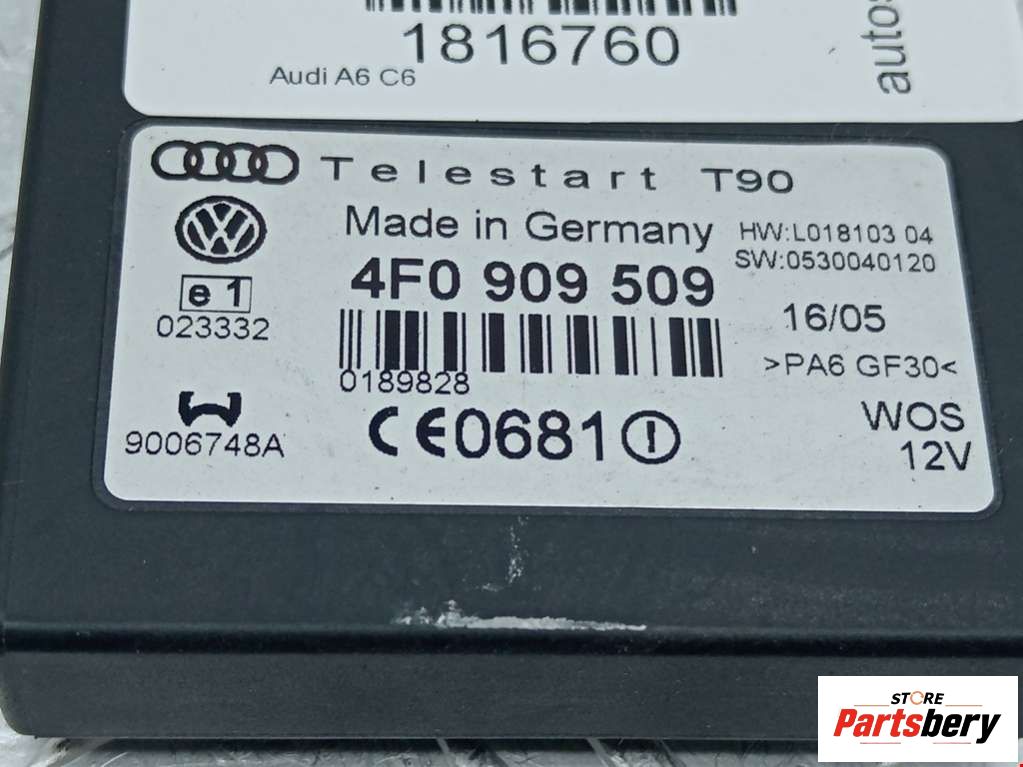 1816760
Audi A6 C6
autos
Telestart T90
Made in Germany
HW:L018103 04
SW:0530040120
4F0 909 509
e1
023332
16/05
0189828
>PA6 GF30<
9006748A
CE0681
WOS
12V
STORE
Partsbery